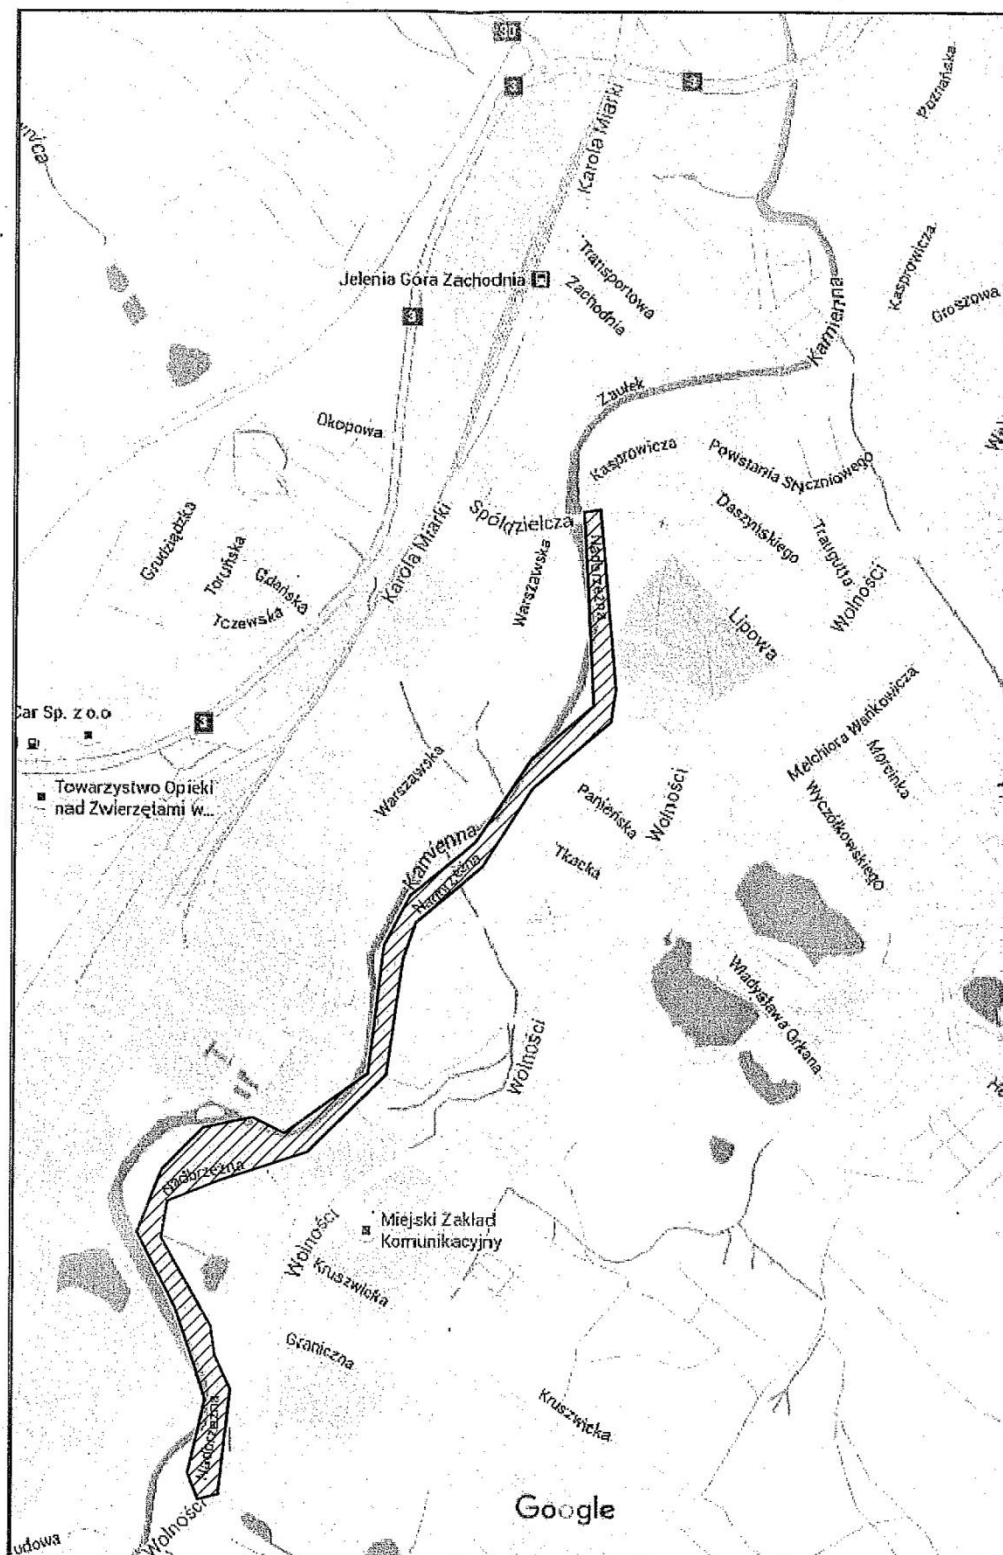 30
3
3
Karola Miarki
Poznańska
wnica
Jelenia Góra Zachodnia
Transportowa
Zachodnia
3
Kamienna
Kasprowicza
Groszowa
Zaułek
Okopowa
Kasprowicza
Powstania Styczniowego
Spółdzielcza
Daszyńskiego
Traugutta
Wolności
Grudziądzka
Toruńska
Gdańska
Tczewska
Karola Miarki
Warszawska
Nadbrzeżna
Lipowa
Car Sp. z o.o
3
Melchiora Wańkowicza
Morcinka
Wyczółkowskiego
Towarzystwo Opieki
nad Zwierzętami w...
Warszawska
Panieńska
Wolności
Tkacka
Kamienna
Nadbrzeżna
Władysława Orkana
Wolności
Nadbrzeżna
Miejski Zakład
Komunikacyjny
Wolności
Kruszwicka
Graniczna
Kruszwicka
Nadbrzeżna
Wolności
udowa
Google